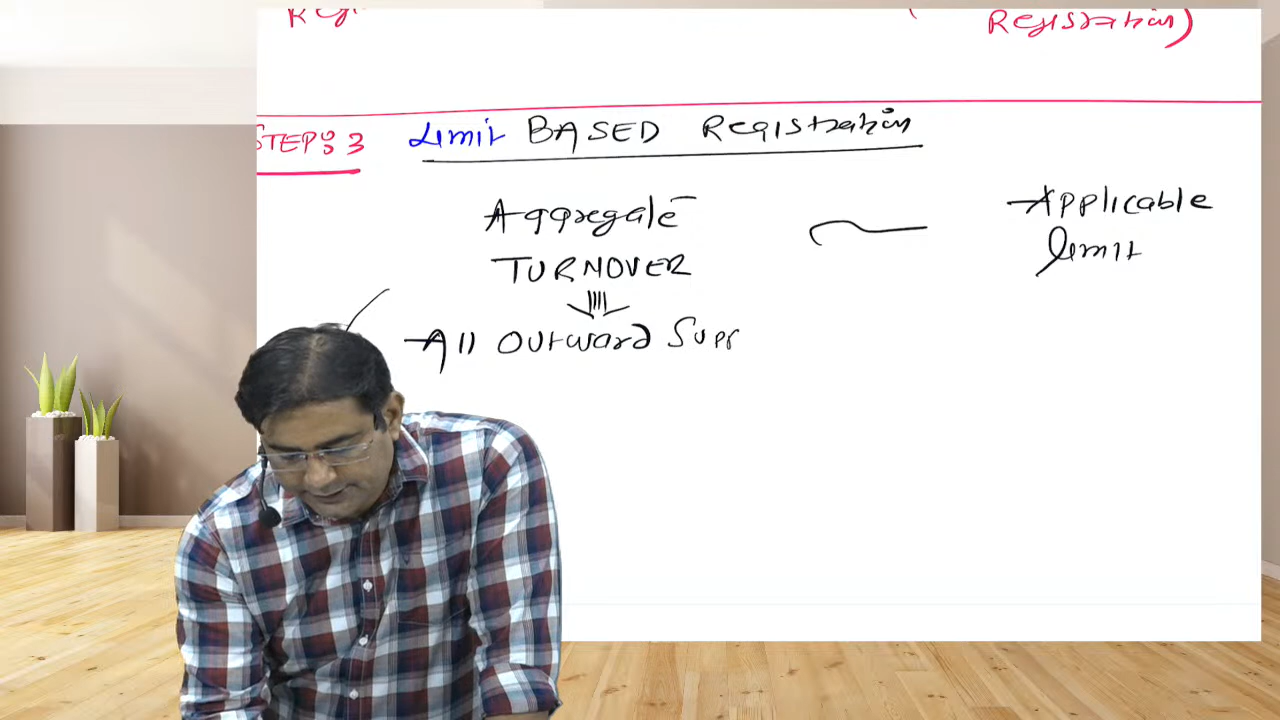 Registration)
STEP: 3 Limit BASED Registration
Aggregate
TURNOVER
Applicable
limit
All Outward Supp